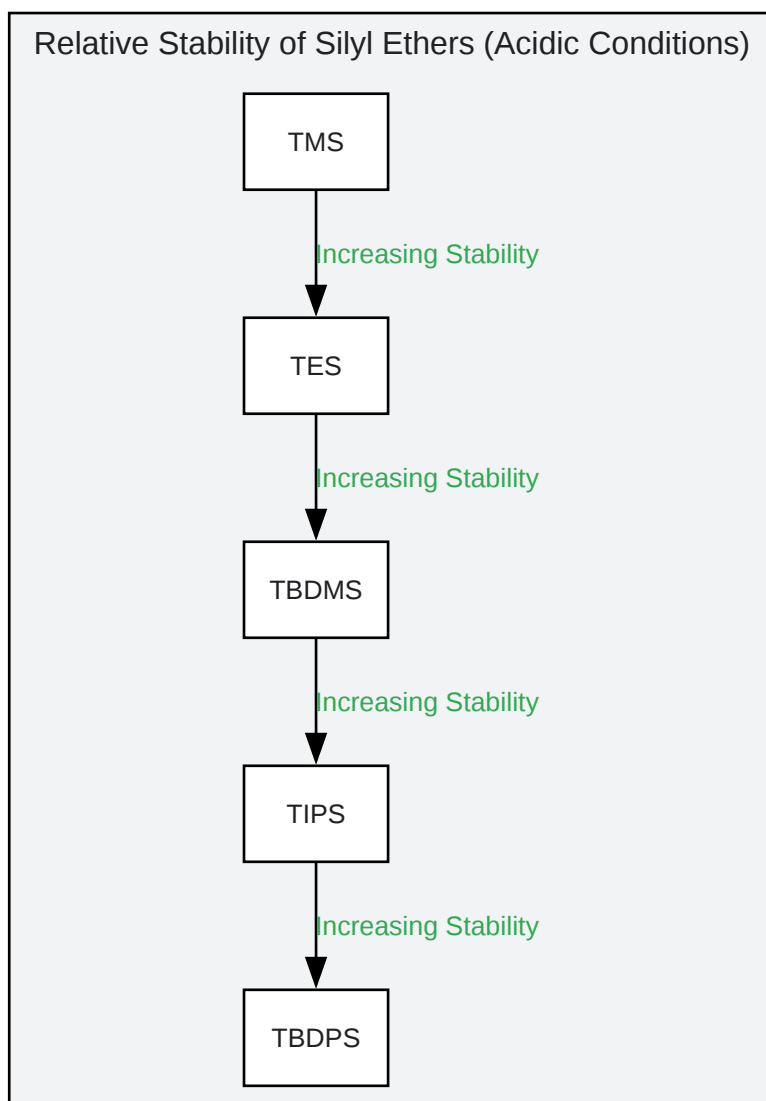 Relative Stability of Silyl Ethers (Acidic Conditions)
TMS
Increasing Stability
TES
Increasing Stability
TBDMS
Increasing Stability
TIPS
Increasing Stability
TBDPS